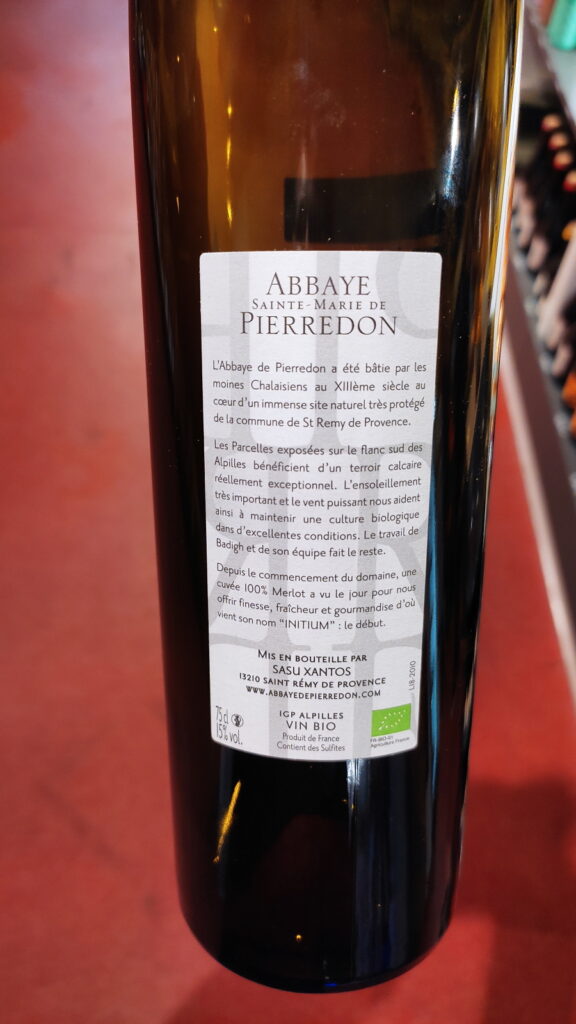 ABBAYE
SAINTE-MARIE DE
PIERREDON
L'Abbaye de Pierredon a été bâtie par les
moines Chalaisiens au XIIIème siècle au
cœur d'un immense site naturel très protégé
de la commune de St Remy de Provence.
Les Parcelles exposées sur le flanc sud des
Alpilles bénéficient d'un terroir calcaire
réellement exceptionnel. L'ensoleillement
très important et le vent puissant nous aident
ainsi à maintenir une culture biologique
dans d'excellentes conditions. Le travail de
Badigh et de son équipe fait le reste.
Depuis le commencement du domaine, une
cuvée 100% Merlot a vu le jour pour nous
offrir finesse, fraîcheur et gourmandise d'où
vient son nom "INITIUM" : le début.
MIS EN BOUTEILLE PAR
SASU XANTOS
13210 SAINT RÉMY DE PROVENCE
WWW.ABBAYEDEPIERREDON.COM
L18-2010
75cl
15% vol.
IGP ALPILLES
VIN BIO
Produit de France
Contient des Sulfites
FR-BIO-01
Agriculture France